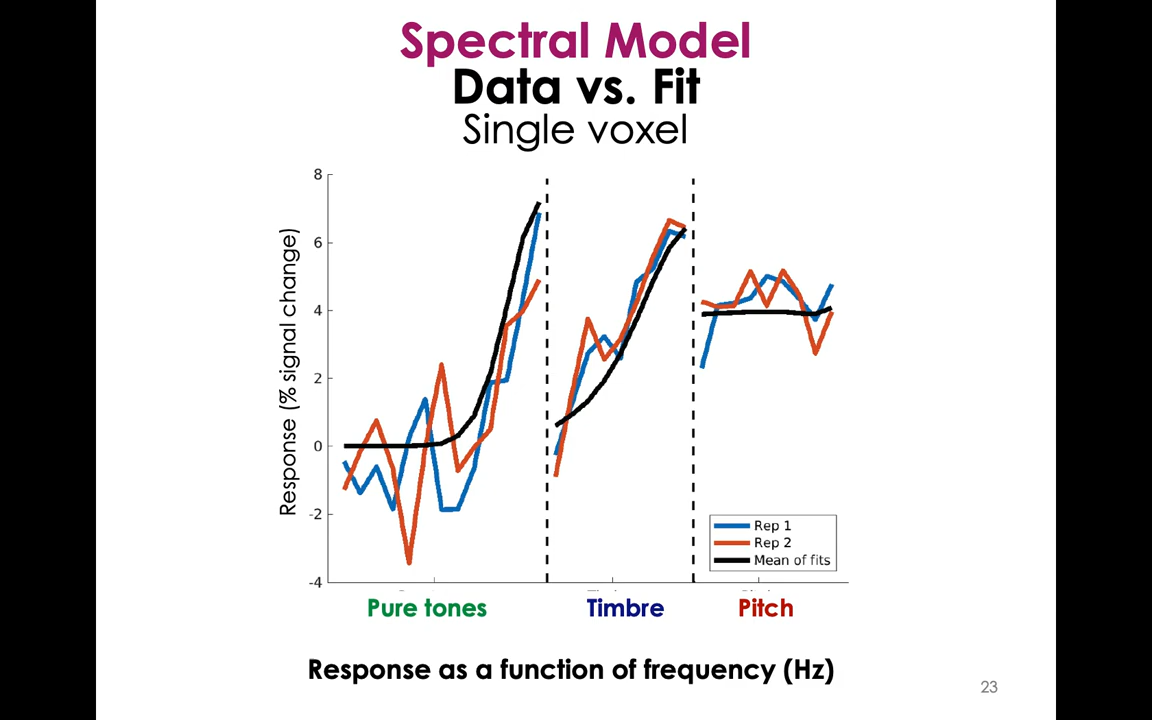 Spectral Model
Data vs. Fit
Single voxel
Response (% signal change)
8
6
4
2
0
-2
-4
Rep 1
Rep 2
Mean of fits
Pure tones
Timbre
Pitch
Response as a function of frequency (Hz)
23